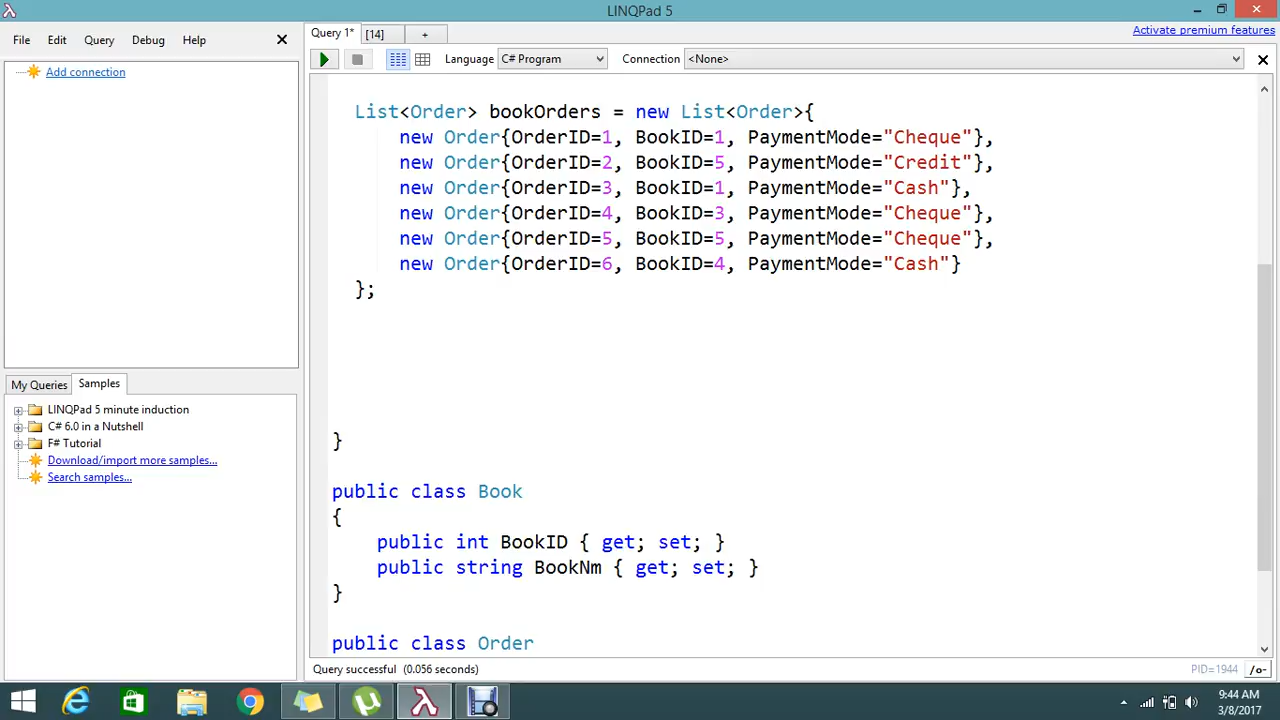 LINQPad 5
File Edit Query Debug Help
Query 1* [14] +
Activate premium features
Language C# Program Connection <None>
Add connection
List<Order> bookOrders = new List<Order>{
new Order{OrderID=1, BookID=1, PaymentMode="Cheque"},
new Order{OrderID=2, BookID=5, PaymentMode="Credit"},
new Order{OrderID=3, BookID=1, PaymentMode="Cash"},
new Order{OrderID=4, BookID=3, PaymentMode="Cheque"},
new Order{OrderID=5, BookID=5, PaymentMode="Cheque"},
new Order{OrderID=6, BookID=4, PaymentMode="Cash"}
};
}
public class Book
{
public int BookID { get; set; }
public string BookNm { get; set; }
}
public class Order
My Queries Samples
LINQPad 5 minute induction
C# 6.0 in a Nutshell
F# Tutorial
Download/import more samples...
Search samples...
Query successful (0.056 seconds)
PID=1944 /o-
9:44 AM
3/8/2017